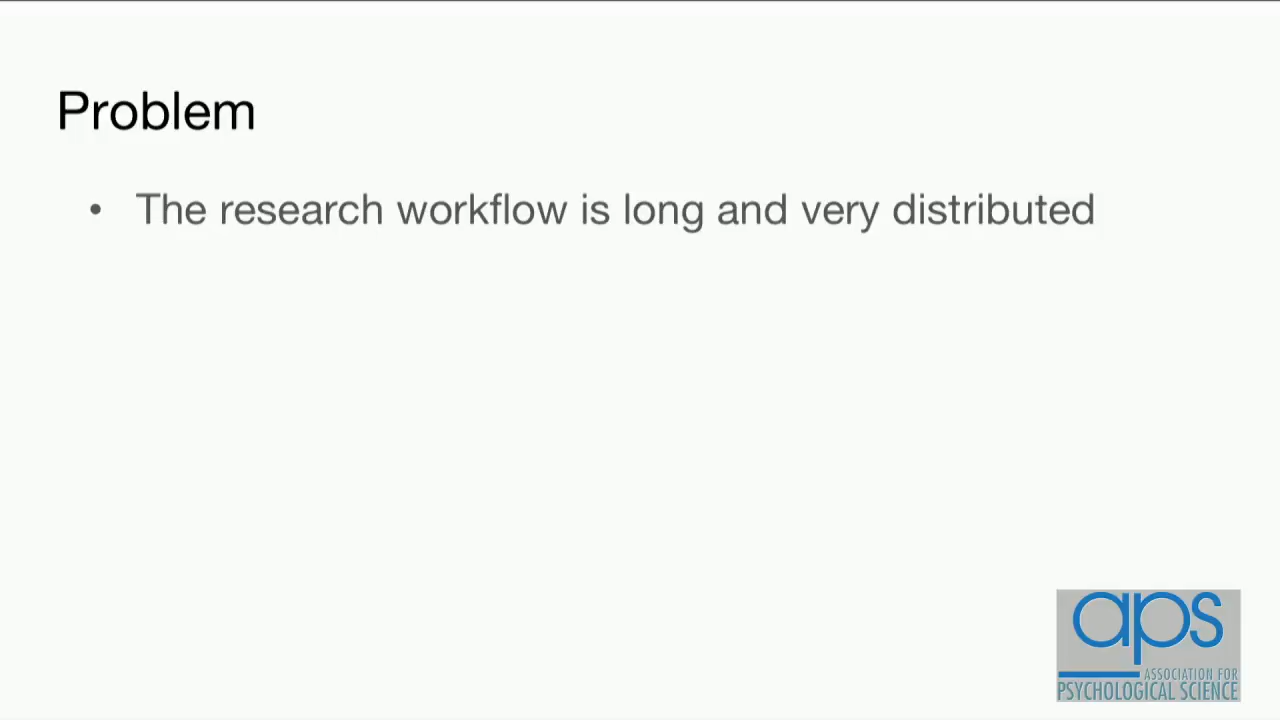 Problem
• The research workflow is long and very distributed
aps
ASSOCIATION FOR
PSYCHOLOGICAL SCIENCE